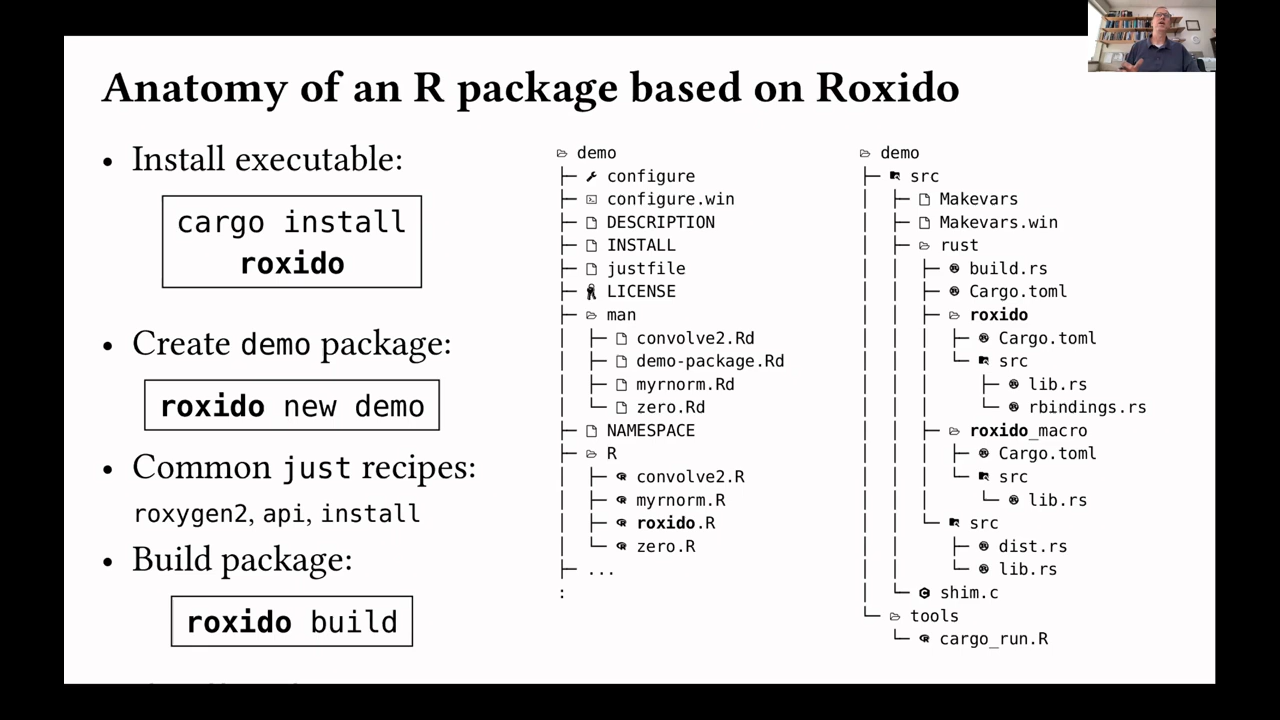 Anatomy of an R package based on Roxido
• Install executable:
cargo install
roxido
• Create demo package:
roxido new demo
• Common just recipes:
roxygen2, api, install
• Build package:
roxido build
demo
├─ configure
├─ configure.win
├─ DESCRIPTION
├─ INSTALL
├─ justfile
├─ LICENSE
├─ man
│ ├─ convolve2.Rd
│ ├─ demo-package.Rd
│ ├─ myrnorm.Rd
│ └─ zero.Rd
├─ NAMESPACE
├─ R
│ ├─ convolve2.R
│ ├─ myrnorm.R
│ ├─ roxido.R
│ └─ zero.R
├─ ...
:
demo
├─ src
│ ├─ Makevars
│ ├─ Makevars.win
│ ├─ rust
│ │ ├─ build.rs
│ │ ├─ Cargo.toml
│ │ ├─ roxido
│ │ │ ├─ Cargo.toml
│ │ │ └─ src
│ │ │ ├─ lib.rs
│ │ │ └─ rbindings.rs
│ │ ├─ roxido_macro
│ │ │ ├─ Cargo.toml
│ │ │ └─ src
│ │ │ └─ lib.rs
│ │ └─ src
│ │ ├─ dist.rs
│ │ └─ lib.rs
│ └─ shim.c
└─ tools
└─ cargo_run.R